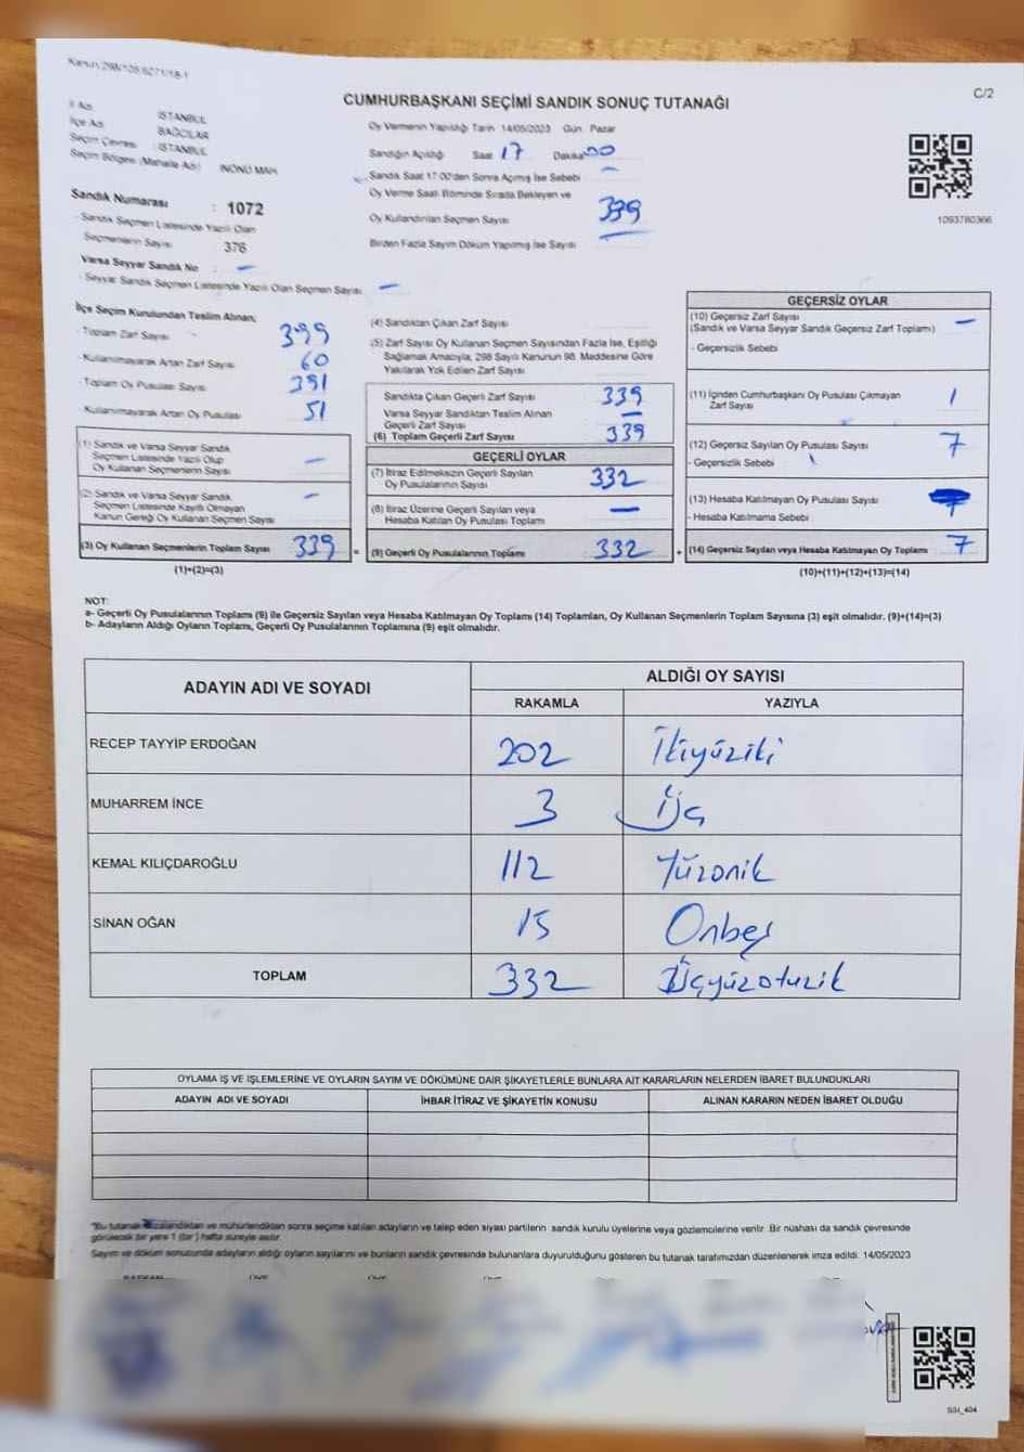 Kanun 298/105 6271/18-1
C/2
CUMHURBAŞKANI SEÇİMİ SANDIK SONUÇ TUTANAĞI
İl Adı : İSTANBUL
İlçe Adı : BAĞCILAR
Seçim Çevresi : İSTANBUL
Seçim Bölgesi (Mahalle Adı) İNÖNÜ MAH
Sandık Numarası : 1072
- Sandık Seçmen Listesinde Yazılı Olan
Seçmenlerin Sayısı 376
Varsa Seyyar Sandık No : -
- Seyyar Sandık Seçmen Listesinde Yazılı Olan Seçmen Sayısı -
Oy Vermenin Yapıldığı Tarih 14/05/2023 Gün Pazar
Sandığın Açıldığı Saat 17 Dakika 00
Sandık Saat 17:00'den Sonra Açılmış İse Sebebi -
Oy Verme Saati Bitiminde Sırada Bekleyen ve
Oy Kullandırılan Seçmen Sayısı 339
Birden Fazla Sayım Döküm Yapılmış İse Sayısı
1093780366
İlçe Seçim Kurulundan Teslim Alınan;
- Toplam Zarf Sayısı 399
- Kullanılmayarak Artan Zarf Sayısı 60
- Toplam Oy Pusulası Sayısı 391
- Kullanılmayarak Artan Oy Pusulası 51
(1) Sandık ve Varsa Seyyar Sandık
Seçmen Listesinde Yazılı Olup
Oy Kullanan Seçmenlerin Sayısı -
(2) Sandık ve Varsa Seyyar Sandık
Seçmen Listesinde Kayıtlı Olmayan
Kanun Gereği Oy Kullanan Seçmen Sayısı -
(3) Oy Kullanan Seçmenlerin Toplam Sayısı 339 =
(1)+(2)=(3)
(4) Sandıktan Çıkan Zarf Sayısı
(5) Zarf Sayısı Oy Kullanan Seçmen Sayısından Fazla İse, Eşitliği
Sağlamak Amacıyla; 298 Sayılı Kanunun 98. Maddesine Göre
Yakılarak Yok Edilen Zarf Sayısı
Sandıkta Çıkan Geçerli Zarf Sayısı 339
Varsa Seyyar Sandıktan Teslim Alınan
Geçerli Zarf Sayısı -
(6) Toplam Geçerli Zarf Sayısı 339
GEÇERLİ OYLAR
(7) İtiraz Edilmeksizin Geçerli Sayılan
Oy Pusulalarının Sayısı 332
(8) İtiraz Üzerine Geçerli Sayılan veya
Hesaba Katılan Oy Pusulası Toplamı -
(9) Geçerli Oy Pusulalarının Toplamı 332 +
GEÇERSİZ OYLAR
(10) Geçersiz Zarf Sayısı
(Sandık ve Varsa Seyyar Sandık Geçersiz Zarf Toplamı) -
- Geçersizlik Sebebi
(11) İçinden Cumhurbaşkanı Oy Pusulası Çıkmayan
Zarf Sayısı 1
(12) Geçersiz Sayılan Oy Pusulası Sayısı 7
- Geçersizlik Sebebi
(13) Hesaba Katılmayan Oy Pusulası Sayısı
- Hesaba Katılmama Sebebi
(14) Geçersiz Sayılan veya Hesaba Katılmayan Oy Toplamı 7
(10)+(11)+(12)+(13)=(14)
NOT:
a- Geçerli Oy Pusulalarının Toplamı (9) ile Geçersiz Sayılan veya Hesaba Katılmayan Oy Toplamı (14) Toplamları, Oy Kullanan Seçmenlerin Toplam Sayısına (3) eşit olmalıdır. (9)+(14)=(3)
b- Adayların Aldığı Oyların Toplamı, Geçerli Oy Pusulalarının Toplamına (9) eşit olmalıdır.
ADAYIN ADI VE SOYADI
ALDIĞI OY SAYISI
RAKAMLA YAZIYLA
RECEP TAYYİP ERDOĞAN 202 İkiyüziki
MUHARREM İNCE 3 Üç
KEMAL KILIÇDAROĞLU 112 Yüzonik
SİNAN OĞAN 15 Onbeş
TOPLAM 332 Üçyüzotuzik
OYLAMA İŞ VE İŞLEMLERİNE VE OYLARIN SAYIM VE DÖKÜMÜNE DAİR ŞİKAYETLERLE BUNLARA AİT KARARLARIN NELERDEN İBARET BULUNDUKLARI
ADAYIN ADI VE SOYADI İHBAR İTİRAZ VE ŞİKAYETİN KONUSU ALINAN KARARIN NEDEN İBARET OLDUĞU
"Bu tutanak imzalandıktan ve mühürlendikten sonra seçime katılan adayların ve talep eden siyasi partilerin sandık kurulu üyelerine veya gözlemcilerine verilir. Bir nüshası da sandık çevresinde
görülecek bir yere 1 (bir) hafta süreyle asılır.
Sayım ve döküm sonucunda adayların aldığı oyların sayılarını ve bunların sandık çevresinde bulunanlara duyurulduğunu gösteren bu tutanak tarafımızdan düzenlenerek imza edildi. 14/05/2023